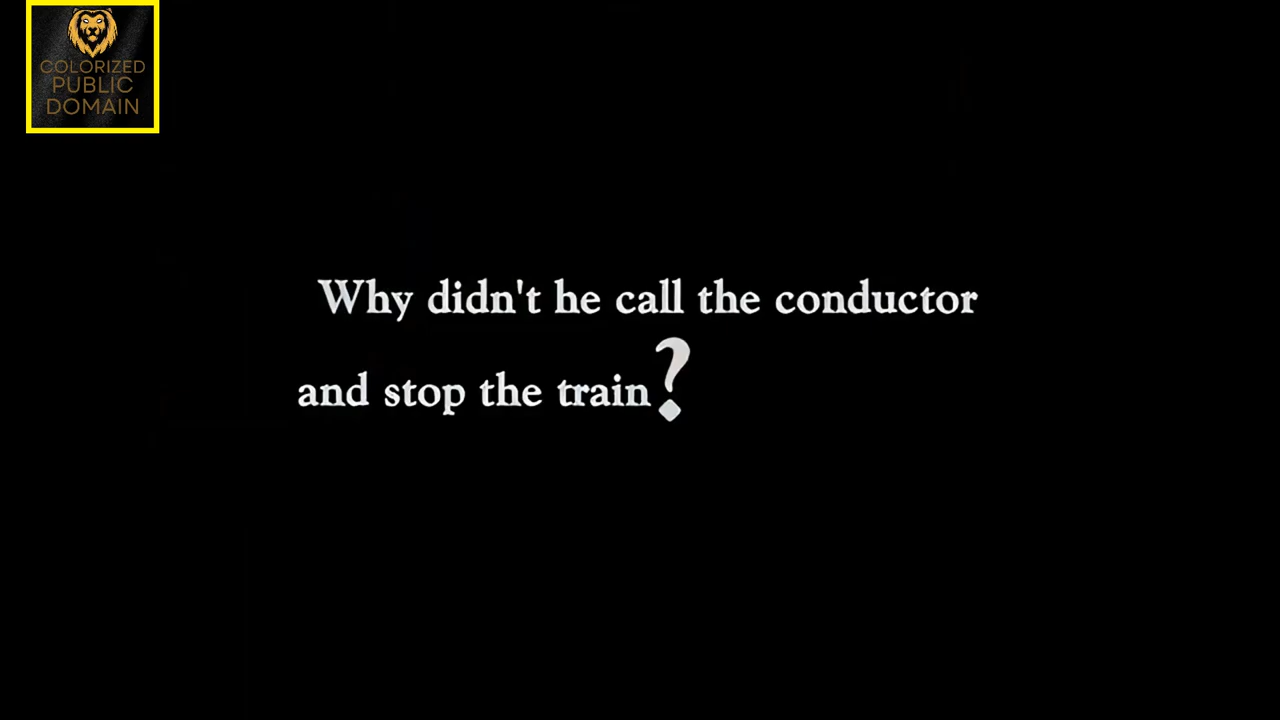 COLORIZED
PUBLIC
DOMAIN
Why didn't he call the conductor
and stop the train?